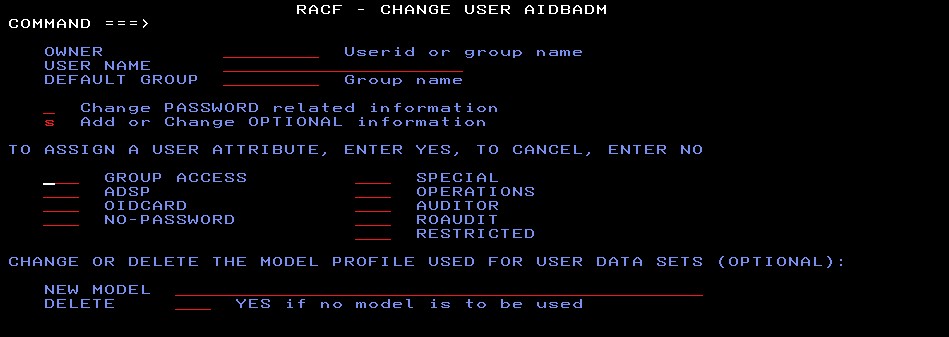 RACF - CHANGE USER AIDBADM
COMMAND ===>
OWNER ________ Userid or group name
USER NAME ____________________
DEFAULT GROUP ________ Group name
_ Change PASSWORD related information
s Add or Change OPTIONAL information
TO ASSIGN A USER ATTRIBUTE, ENTER YES, TO CANCEL, ENTER NO
___ GROUP ACCESS ___ SPECIAL
___ ADSP ___ OPERATIONS
___ OIDCARD ___ AUDITOR
___ NO-PASSWORD ___ ROAUDIT
___ RESTRICTED
CHANGE OR DELETE THE MODEL PROFILE USED FOR USER DATA SETS (OPTIONAL):
NEW MODEL ____________________________________________
DELETE ___ YES if no model is to be used